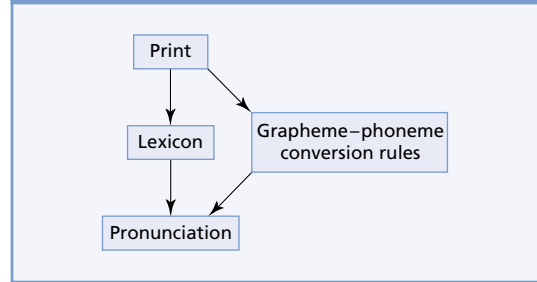 Print
Lexicon
Grapheme–phoneme
conversion rules
Pronunciation